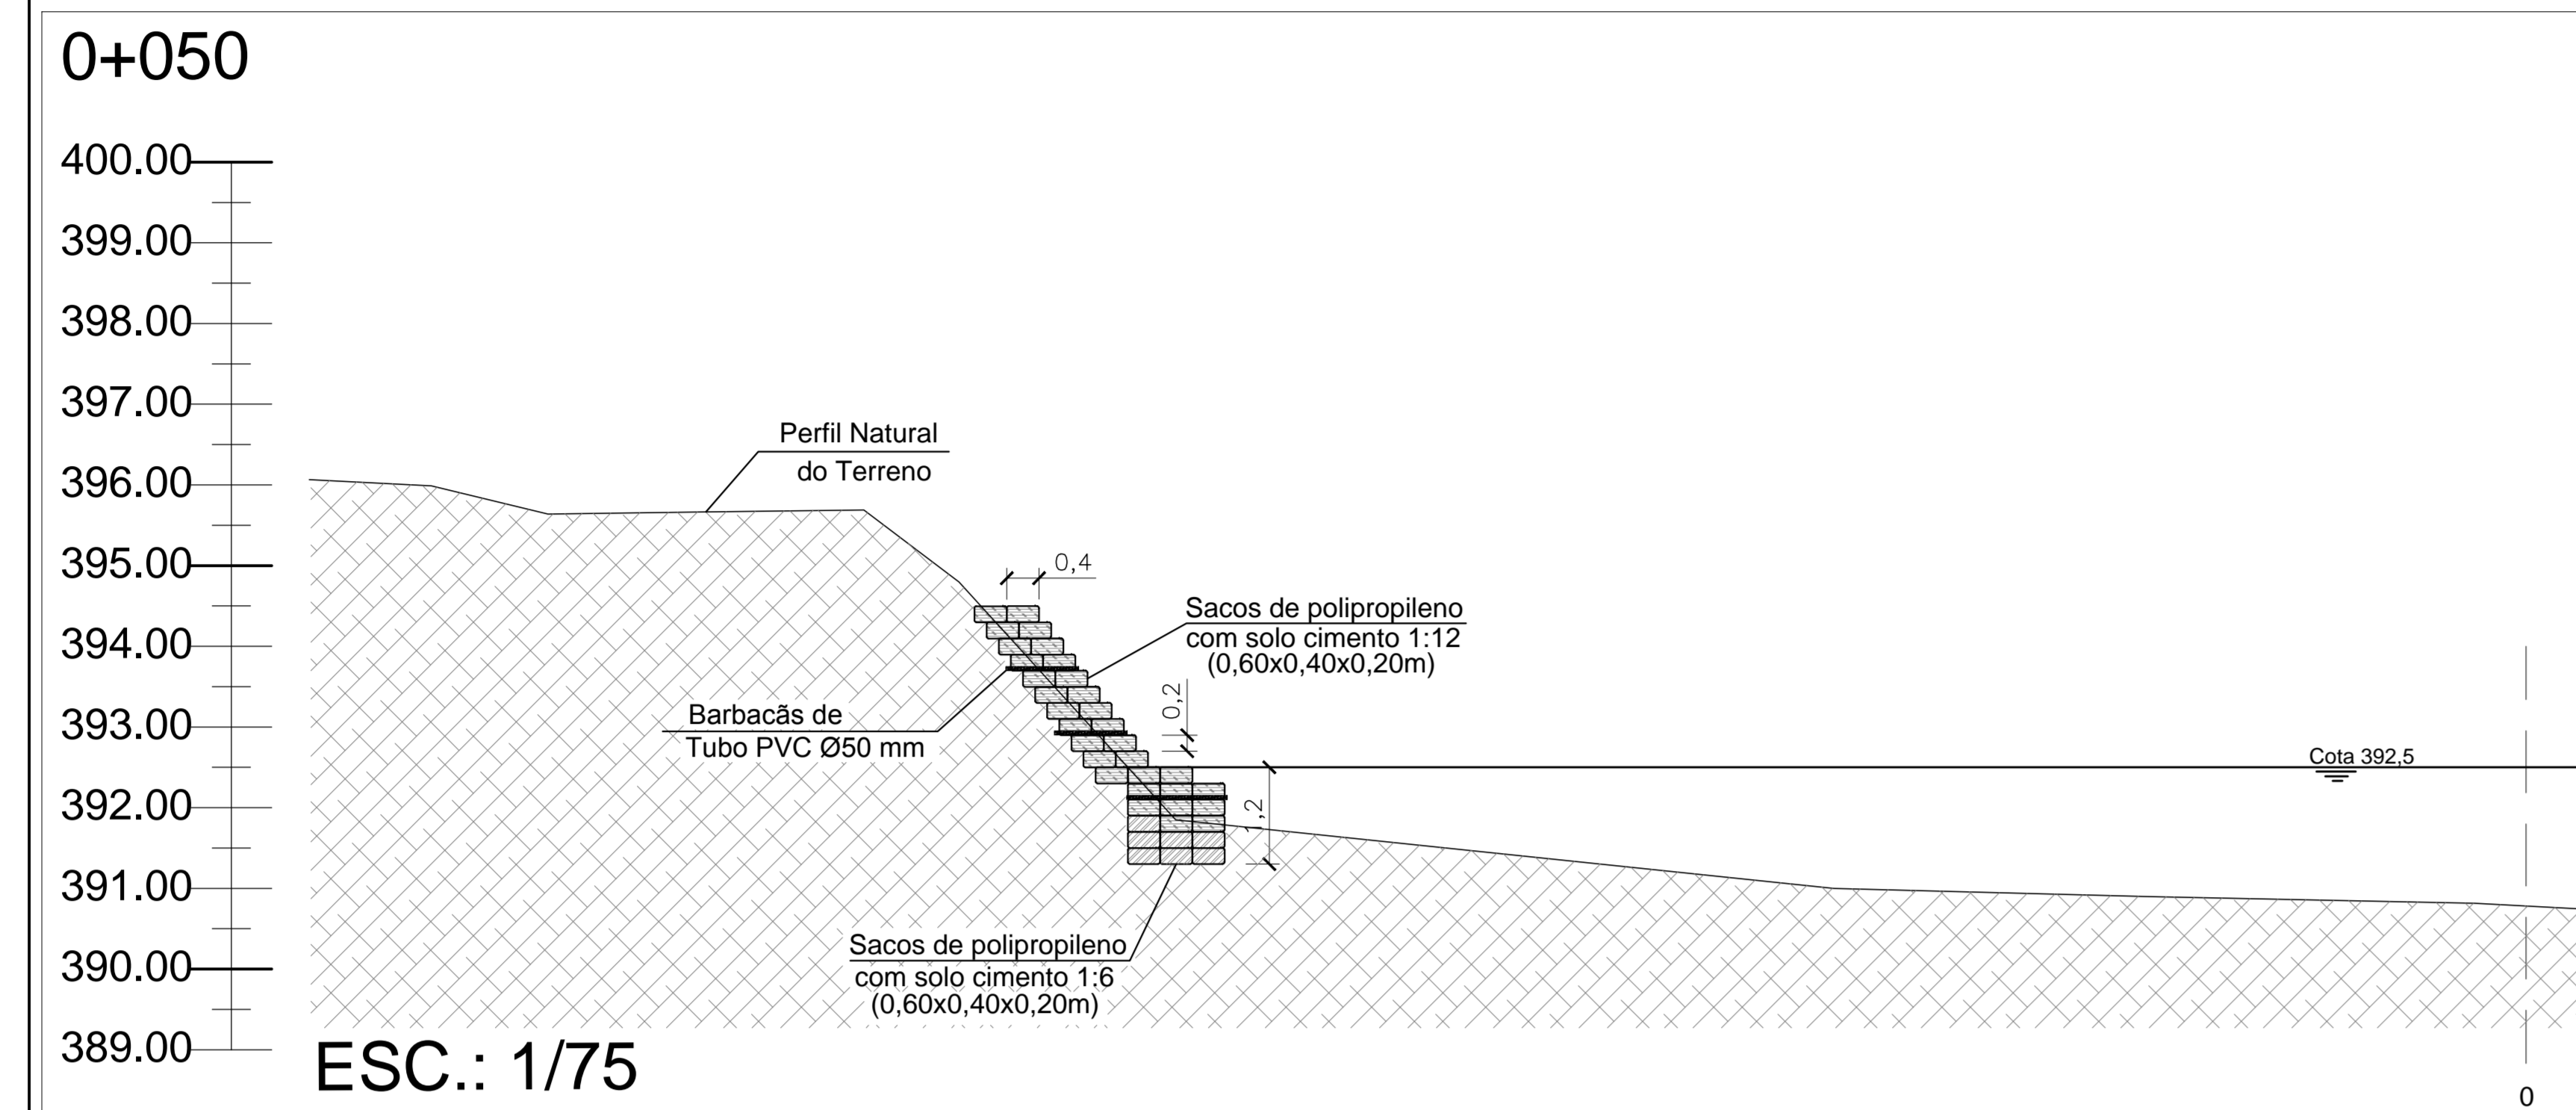 0+050
400.00
399.00
398.00
397.00
396.00
395.00
394.00
393.00
392.00
391.00
390.00
389.00
Perfil Natural
do Terreno
0,4
Sacos de polipropileno
com solo cimento 1:12
(0,60x0,40x0,20m)
0,2
Barbacãs de
Tubo PVC Ø50 mm
Cota 392,5
1,2
Sacos de polipropileno
com solo cimento 1:6
(0,60x0,40x0,20m)
ESC.: 1/75
0